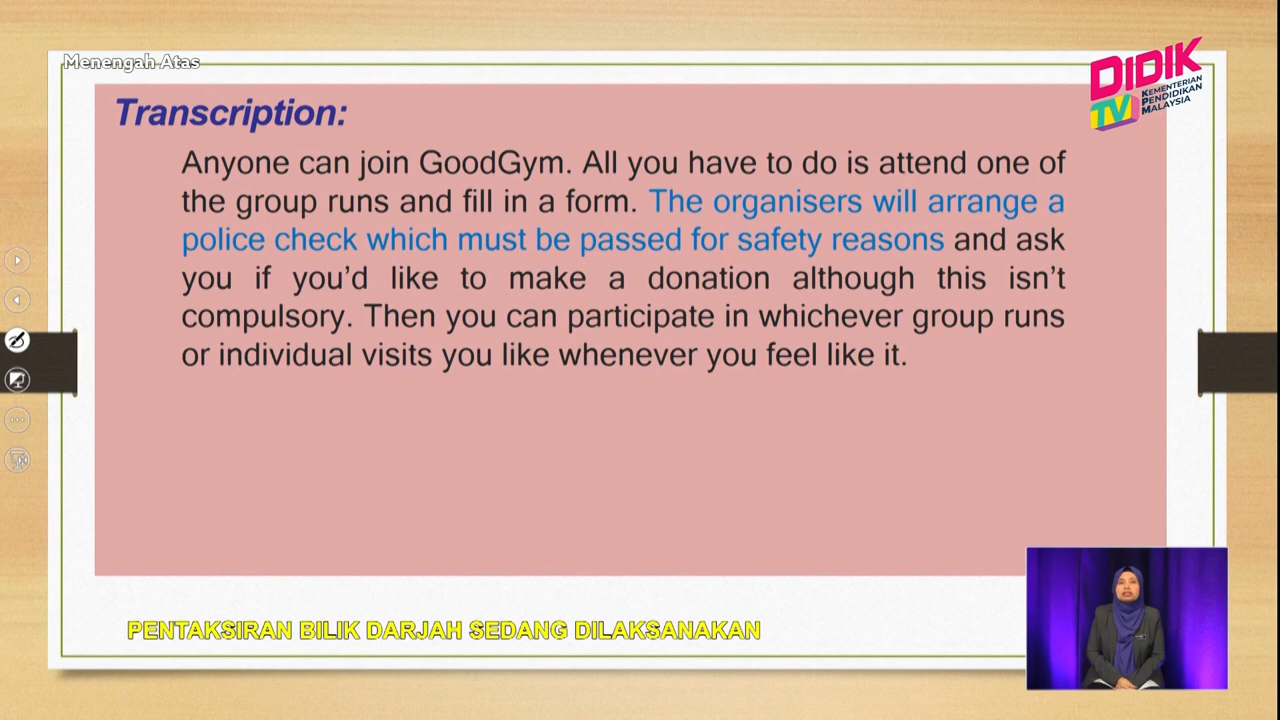 Menengah Atas
DIDIK
TV
KEMENTERIAN
PENDIDIKAN
MALAYSIA
Transcription:
Anyone can join GoodGym. All you have to do is attend one of
the group runs and fill in a form. The organisers will arrange a
police check which must be passed for safety reasons and ask
you if you’d like to make a donation although this isn’t
compulsory. Then you can participate in whichever group runs
or individual visits you like whenever you feel like it.
PENTAKSIRAN BILIK DARJAH SEDANG DILAKSANAKAN